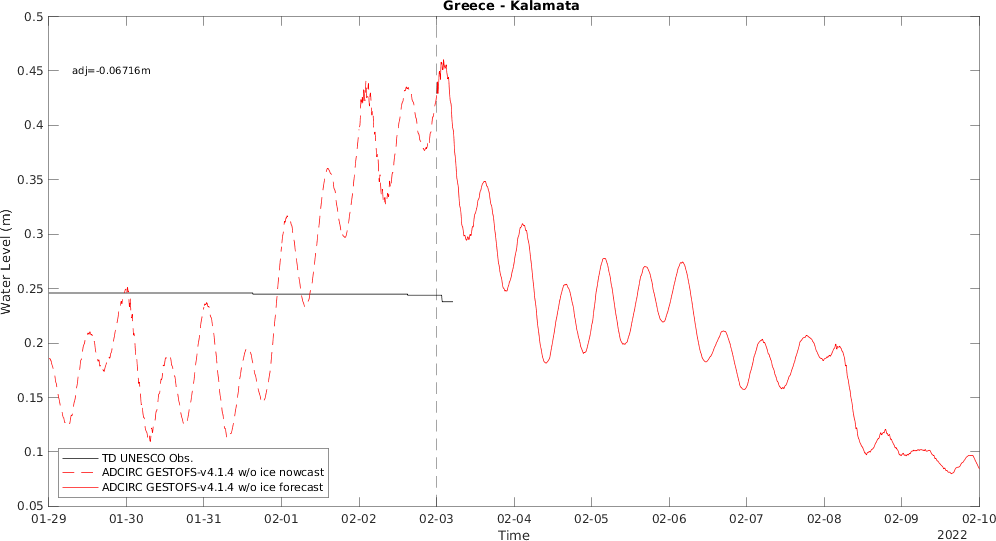 Greece - Kalamata
0.5
0.45
0.4
0.35
0.3
0.25
0.2
0.15
0.1
0.05
Water Level (m)
adj=-0.06716m
TD UNESCO Obs.
ADCIRC GESTOFS-v4.1.4 w/o ice nowcast
ADCIRC GESTOFS-v4.1.4 w/o ice forecast
01-29 01-30 01-31 02-01 02-02 02-03 02-04 02-05 02-06 02-07 02-08 02-09 02-10
Time
2022